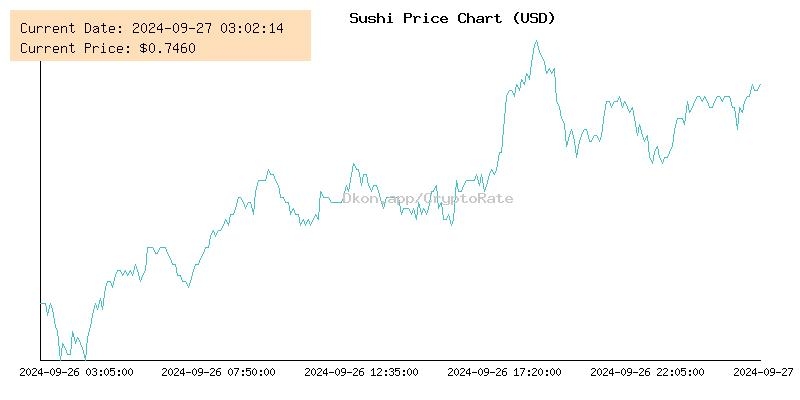 Sushi Price Chart (USD)
Current Date: 2024-09-27 03:02:14
Current Price: $0.7460
Dkon.app/CryptoRate
2024-09-26 03:05:00 2024-09-26 07:50:00 2024-09-26 12:35:00 2024-09-26 17:20:00 2024-09-26 22:05:00 2024-09-27